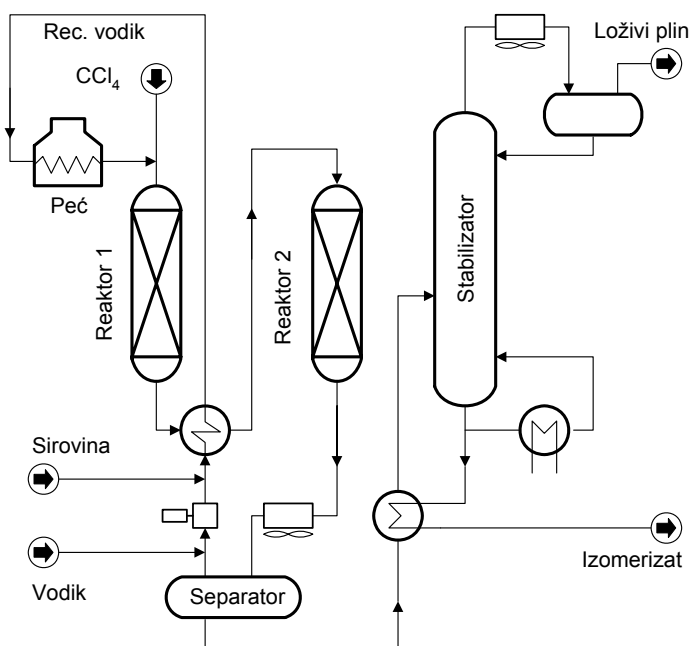 Rec. vodik
CCl₄
Peć
Reaktor 1
Reaktor 2
Sirovina
Vodik
Separator
Loživi plin
Stabilizator
Izomerizat